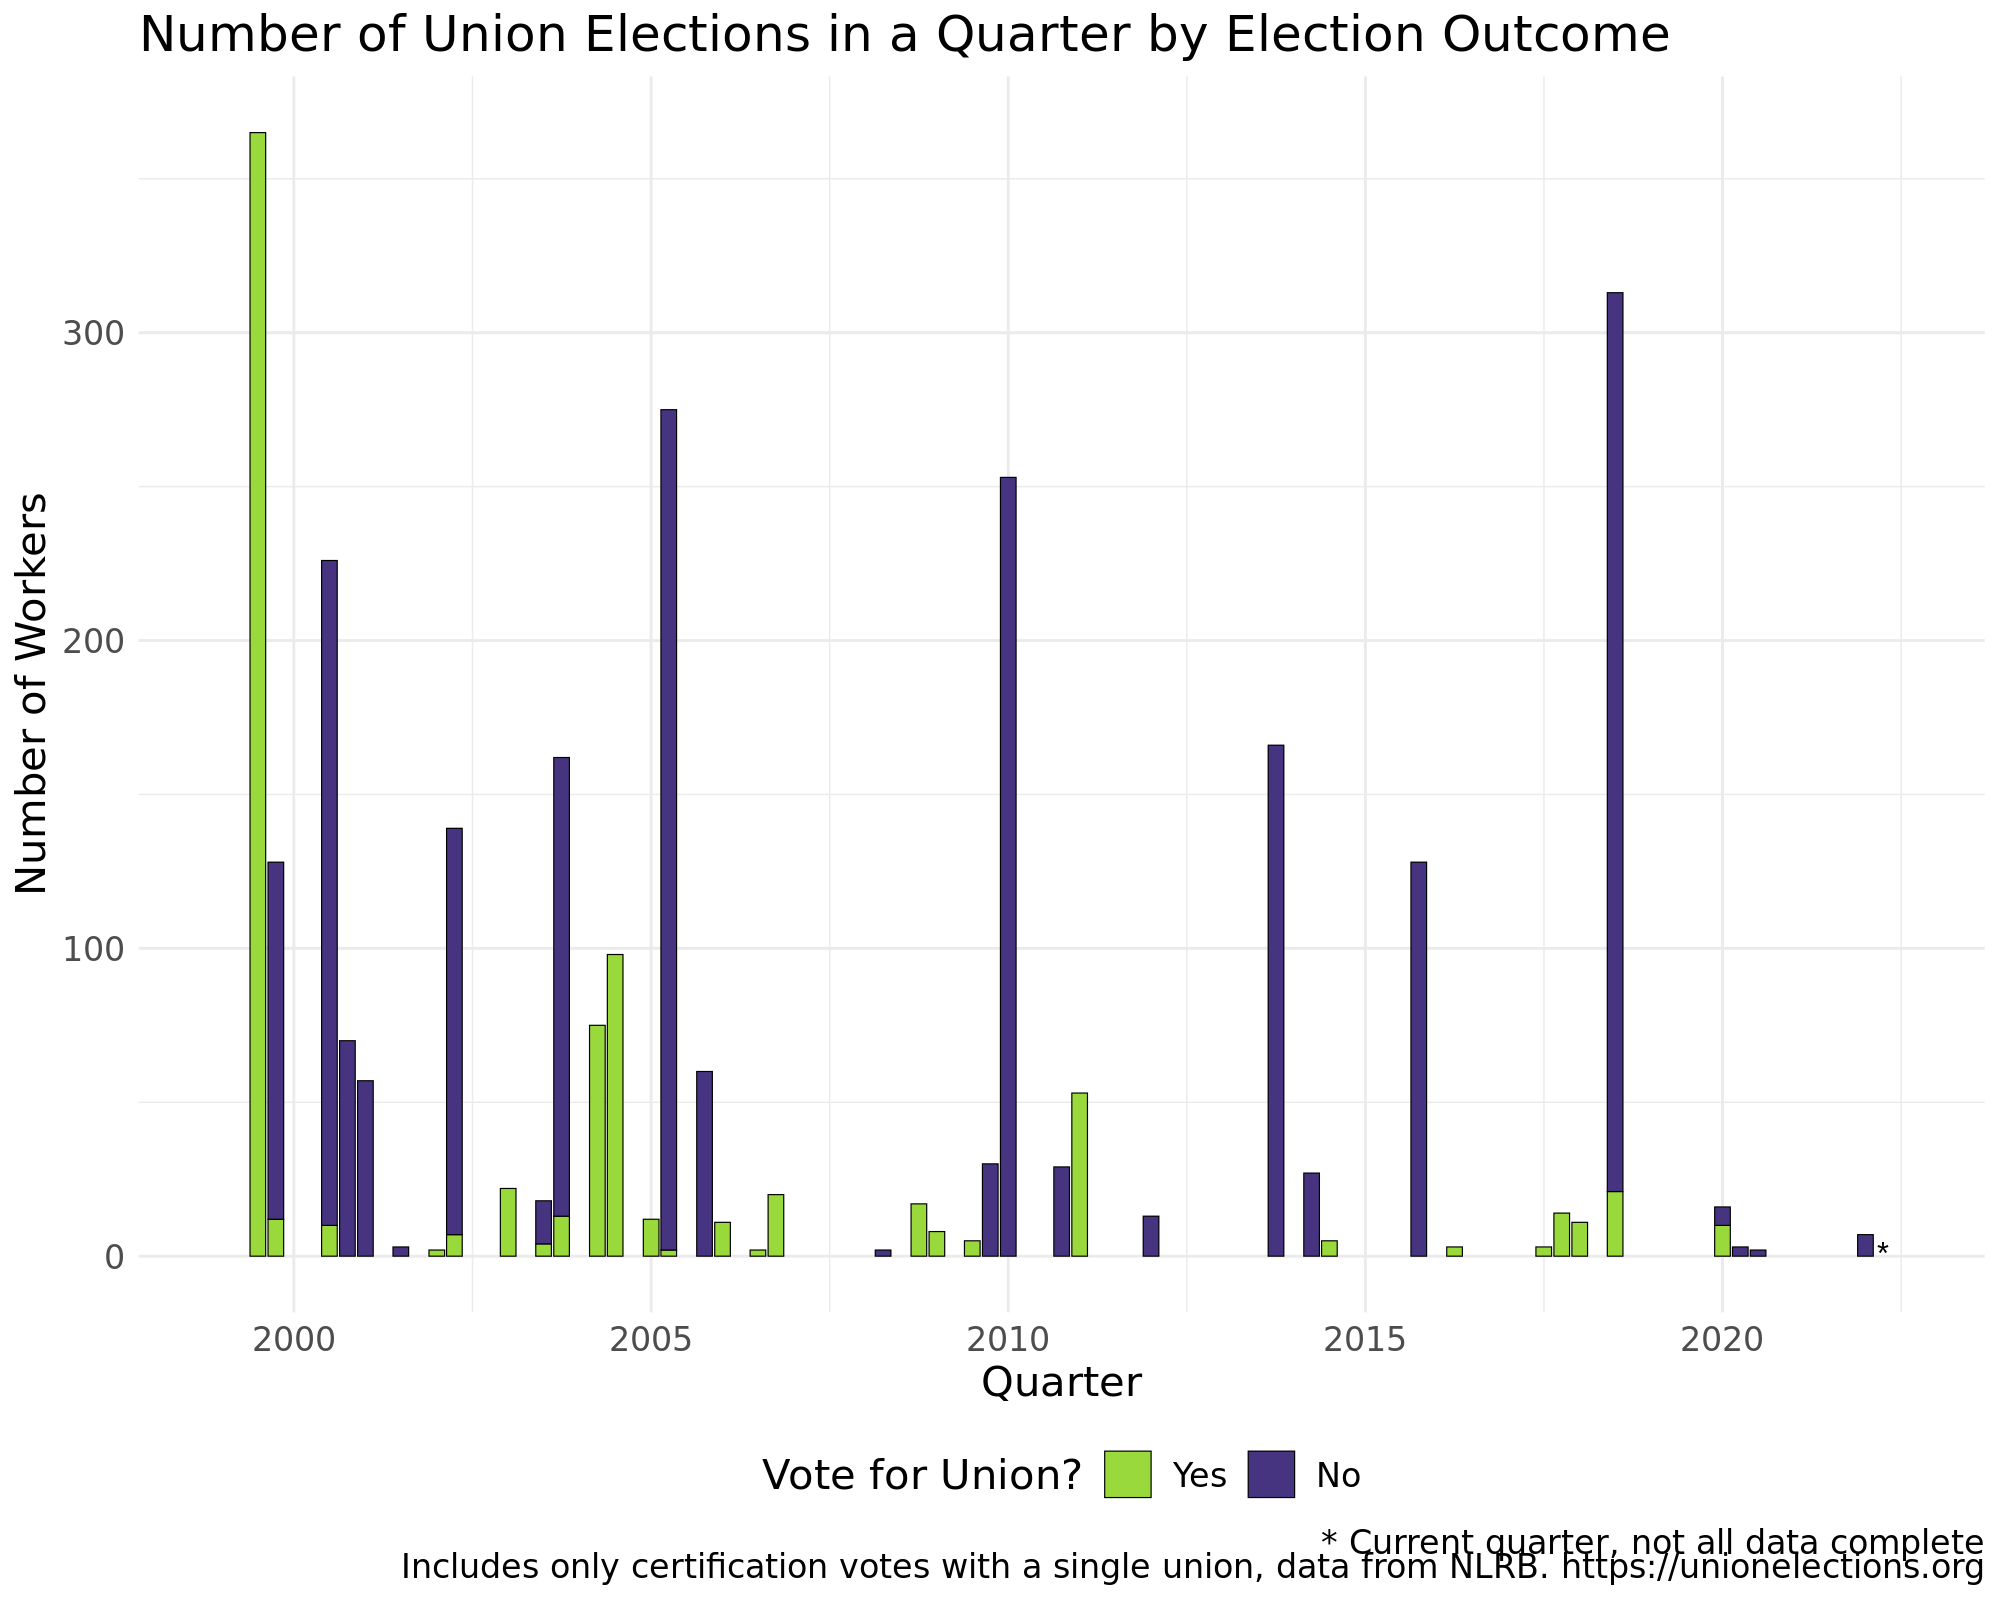 Number of Union Elections in a Quarter by Election Outcome
Number of Workers
300
200
100
0
*
2000 2005 2010 2015 2020
Quarter
Vote for Union? Yes No
* Current quarter, not all data complete
Includes only certification votes with a single union, data from NLRB. https://unionelections.org